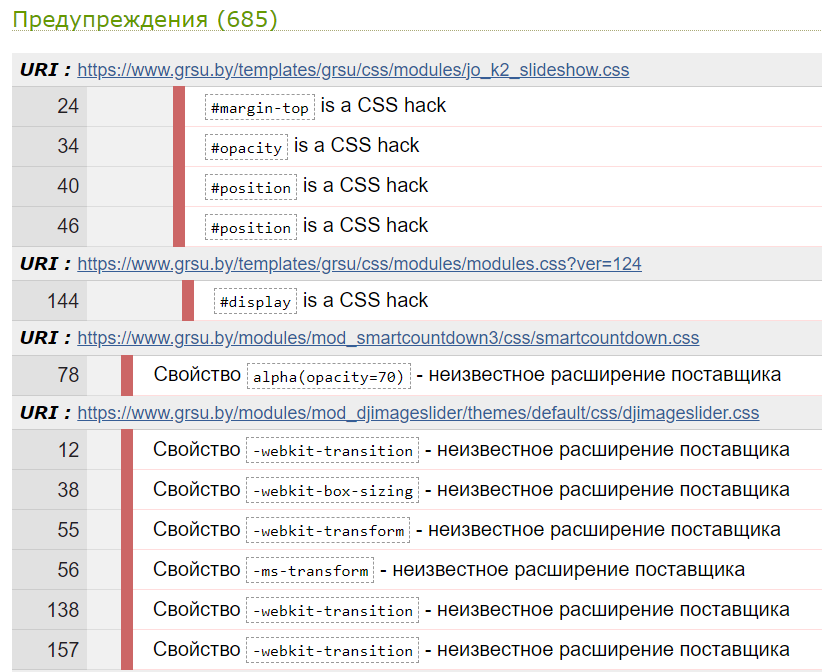 Предупреждения (685)
URI : https://www.grsu.by/templates/grsu/css/modules/jo_k2_slideshow.css
24 #margin-top is a CSS hack
34 #opacity is a CSS hack
40 #position is a CSS hack
46 #position is a CSS hack
URI : https://www.grsu.by/templates/grsu/css/modules/modules.css?ver=124
144 #display is a CSS hack
URI : https://www.grsu.by/modules/mod_smartcountdown3/css/smartcountdown.css
78 Свойство alpha(opacity=70) - неизвестное расширение поставщика
URI : https://www.grsu.by/modules/mod_djimageslider/themes/default/css/djimageslider.css
12 Свойство -webkit-transition - неизвестное расширение поставщика
38 Свойство -webkit-box-sizing - неизвестное расширение поставщика
55 Свойство -webkit-transform - неизвестное расширение поставщика
56 Свойство -ms-transform - неизвестное расширение поставщика
138 Свойство -webkit-transition - неизвестное расширение поставщика
157 Свойство -webkit-transition - неизвестное расширение поставщика